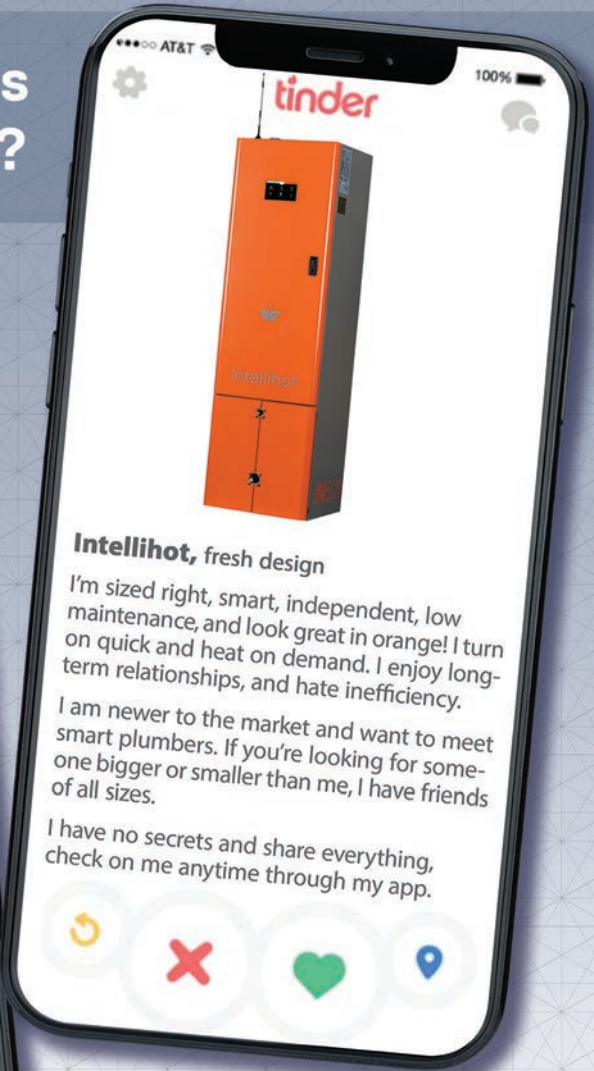 s
?
AT&T
100%
tinder
Intellihot
Intellihot, fresh design
I'm sized right, smart, independent, low
maintenance, and look great in orange! I turn
on quick and heat on demand. I enjoy long-
term relationships, and hate inefficiency.
I am newer to the market and want to meet
smart plumbers. If you're looking for some-
one bigger or smaller than me, I have friends
of all sizes.
I have no secrets and share everything,
check on me anytime through my app.